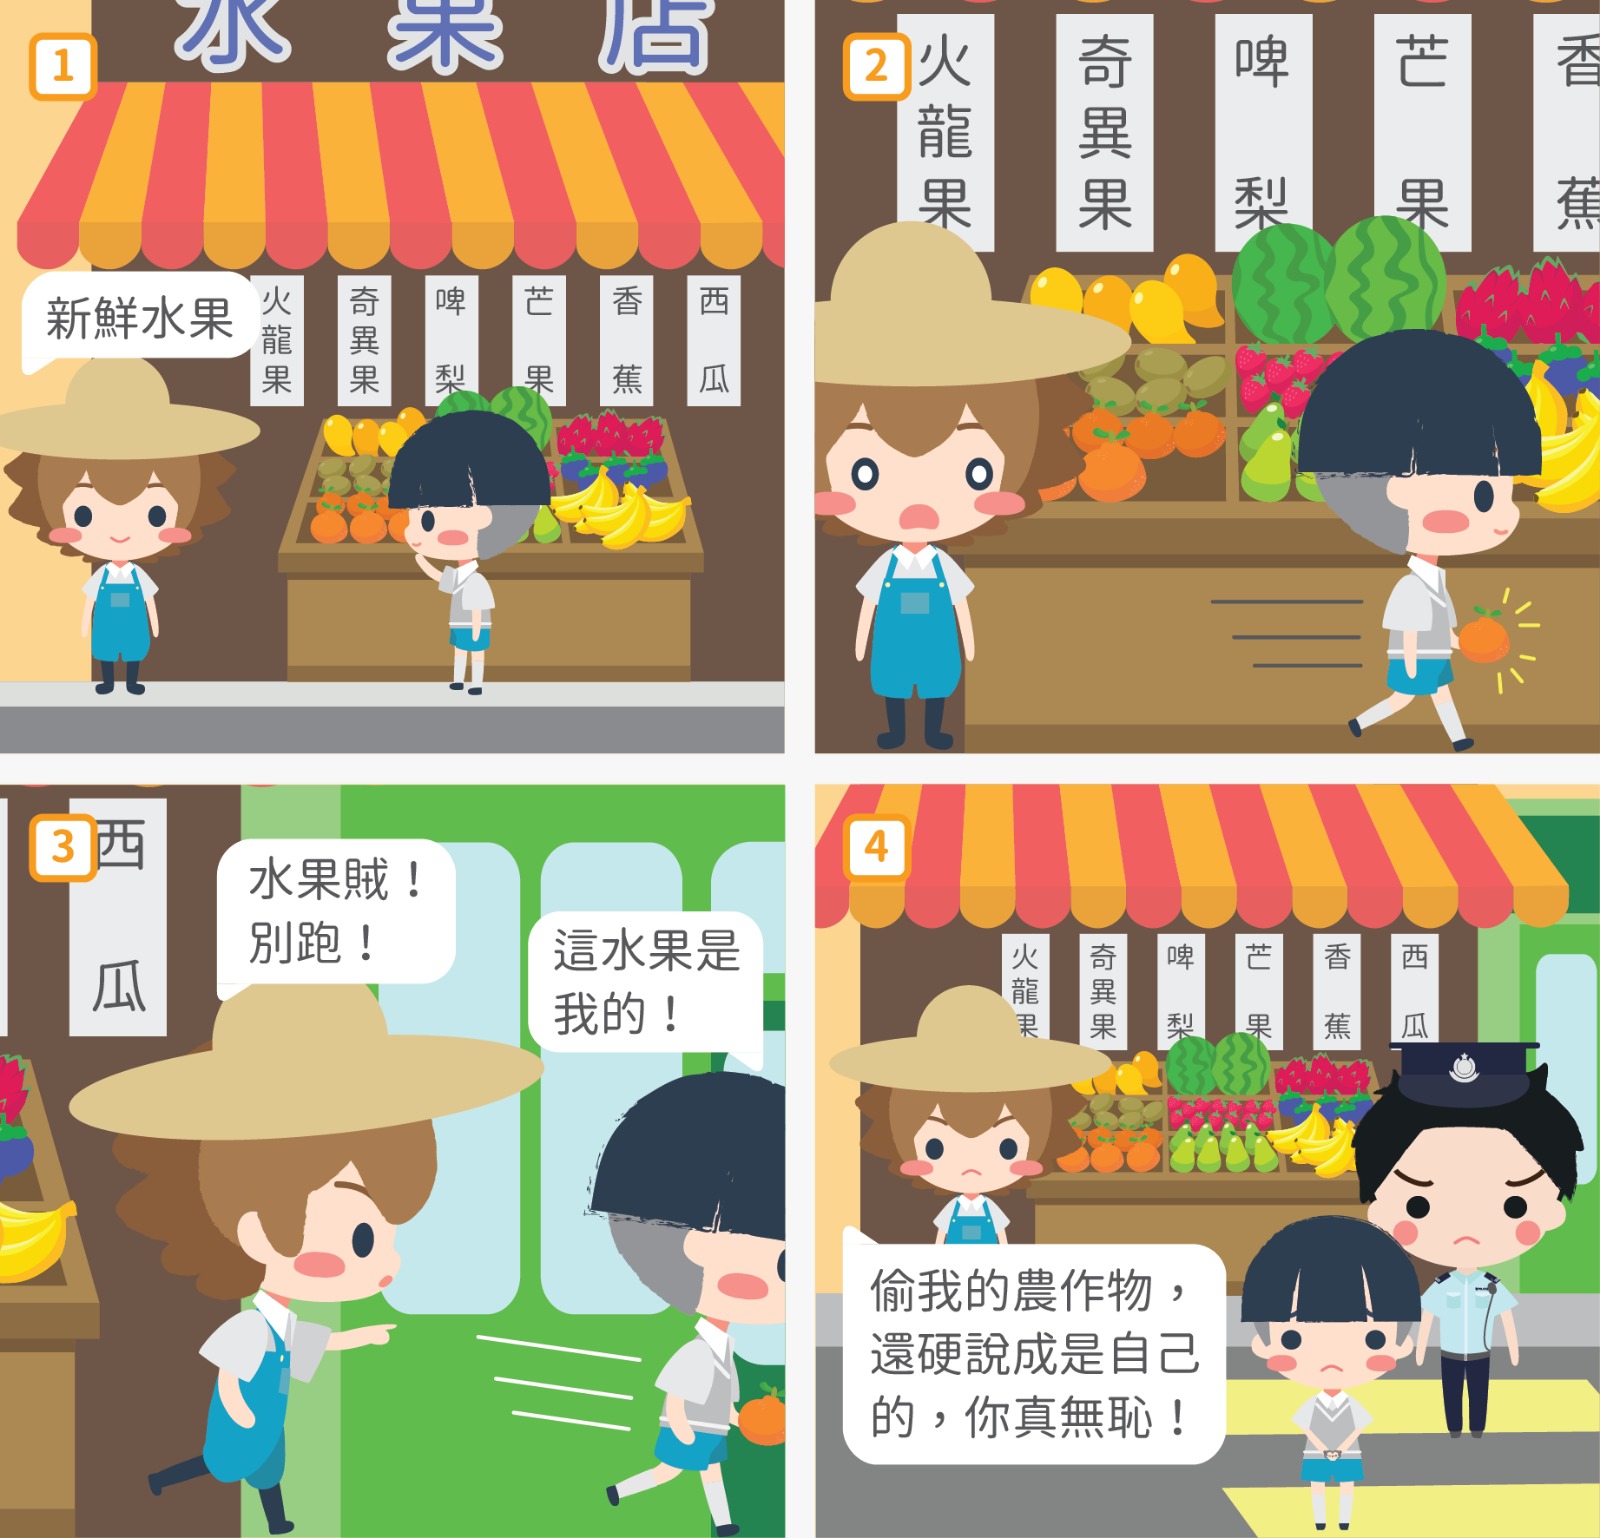 水果店
1
新鮮水果
火龍果
奇異果
啤梨
芒果
香蕉
西瓜
2
火龍果
奇異果
啤梨
芒果
香蕉
3
西瓜
水果賊！
別跑！
這水果是
我的！
4
火龍果
奇異果
啤梨
芒果
香蕉
西瓜
偷我的農作物，
還硬說成是自己
的，你真無恥！